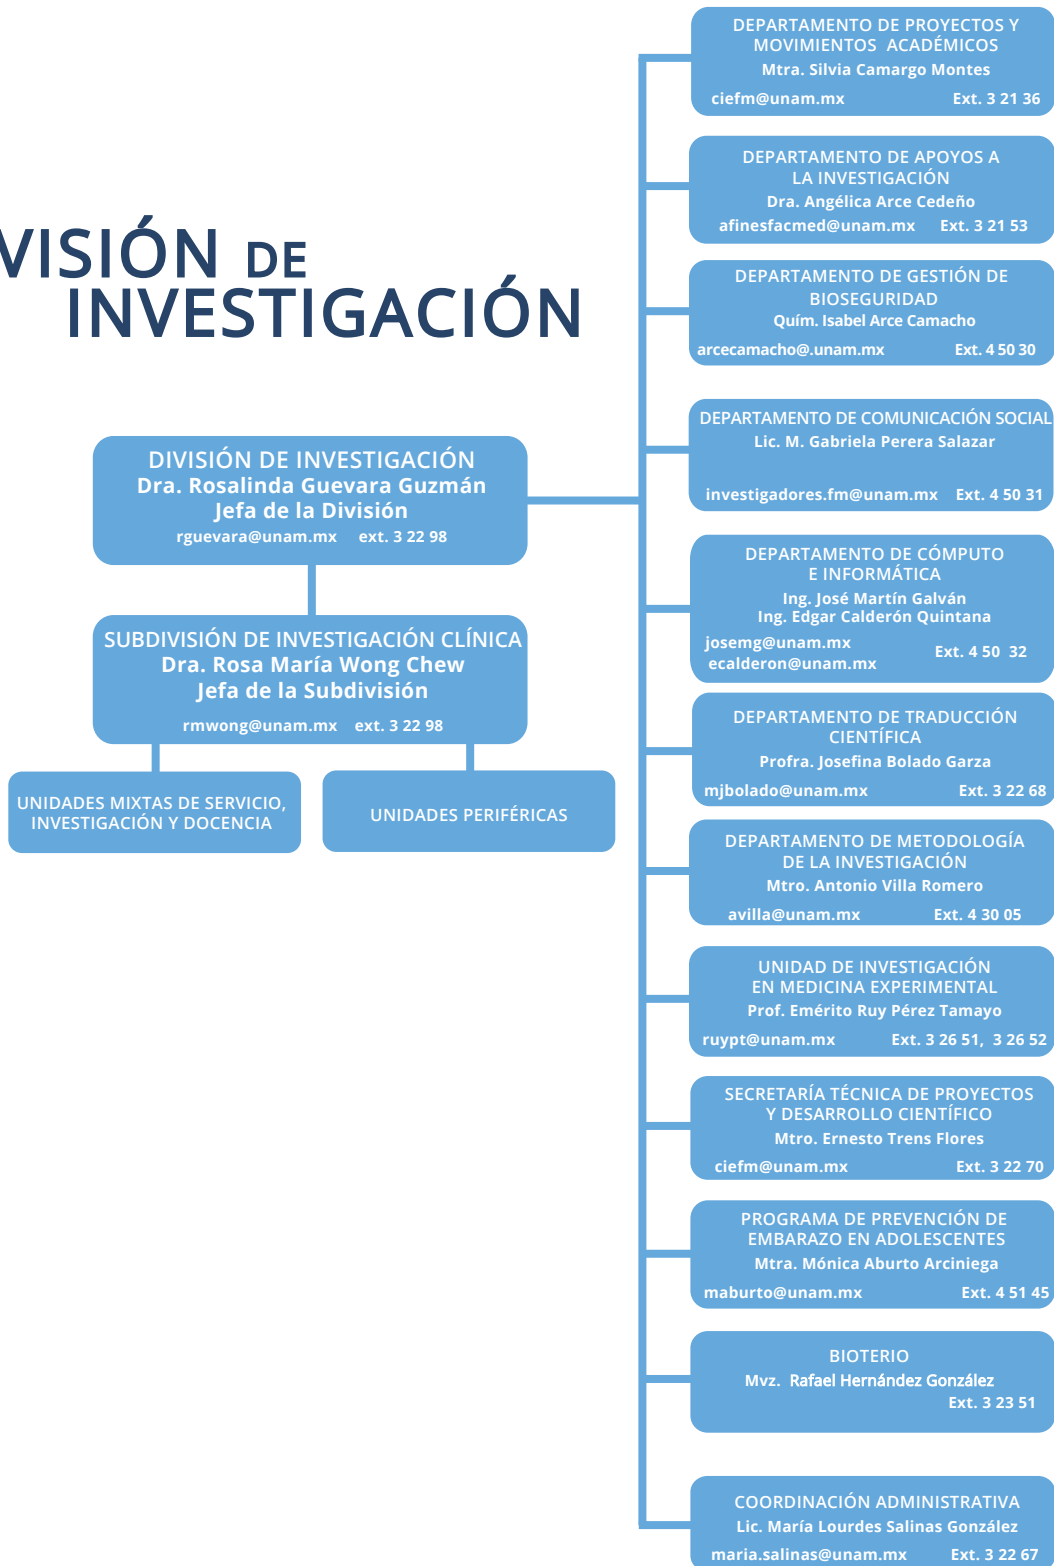 VISIÓN DE
INVESTIGACIÓN
DIVISIÓN DE INVESTIGACIÓN
Dra. Rosalinda Guevara Guzmán
Jefa de la División
rguevara@unam.mx ext. 3 22 98
SUBDIVISIÓN DE INVESTIGACIÓN CLÍNICA
Dra. Rosa María Wong Chew
Jefa de la Subdivisión
rmwong@unam.mx ext. 3 22 98
UNIDADES MIXTAS DE SERVICIO,
INVESTIGACIÓN Y DOCENCIA
UNIDADES PERIFÉRICAS
DEPARTAMENTO DE PROYECTOS Y
MOVIMIENTOS ACADÉMICOS
Mtra. Silvia Camargo Montes
ciefm@unam.mx Ext. 3 21 36
DEPARTAMENTO DE APOYOS A
LA INVESTIGACIÓN
Dra. Angélica Arce Cedeño
afinesfacmed@unam.mx Ext. 3 21 53
DEPARTAMENTO DE GESTIÓN DE
BIOSEGURIDAD
Quím. Isabel Arce Camacho
arcecamacho@.unam.mx Ext. 4 50 30
DEPARTAMENTO DE COMUNICACIÓN SOCIAL
Lic. M. Gabriela Perera Salazar
investigadores.fm@unam.mx Ext. 4 50 31
DEPARTAMENTO DE CÓMPUTO
E INFORMÁTICA
Ing. José Martín Galván
Ing. Edgar Calderón Quintana
josemg@unam.mx
ecalderon@unam.mx Ext. 4 50 32
DEPARTAMENTO DE TRADUCCIÓN
CIENTÍFICA
Profra. Josefina Bolado Garza
mjbolado@unam.mx Ext. 3 22 68
DEPARTAMENTO DE METODOLOGÍA
DE LA INVESTIGACIÓN
Mtro. Antonio Villa Romero
avilla@unam.mx Ext. 4 30 05
UNIDAD DE INVESTIGACIÓN
EN MEDICINA EXPERIMENTAL
Prof. Emérito Ruy Pérez Tamayo
ruypt@unam.mx Ext. 3 26 51, 3 26 52
SECRETARÍA TÉCNICA DE PROYECTOS
Y DESARROLLO CIENTÍFICO
Mtro. Ernesto Trens Flores
ciefm@unam.mx Ext. 3 22 70
PROGRAMA DE PREVENCIÓN DE
EMBARAZO EN ADOLESCENTES
Mtra. Mónica Aburto Arciniega
maburto@unam.mx Ext. 4 51 45
BIOTERIO
Mvz. Rafael Hernández González
Ext. 3 23 51
COORDINACIÓN ADMINISTRATIVA
Lic. María Lourdes Salinas González
maria.salinas@unam.mx Ext. 3 22 67